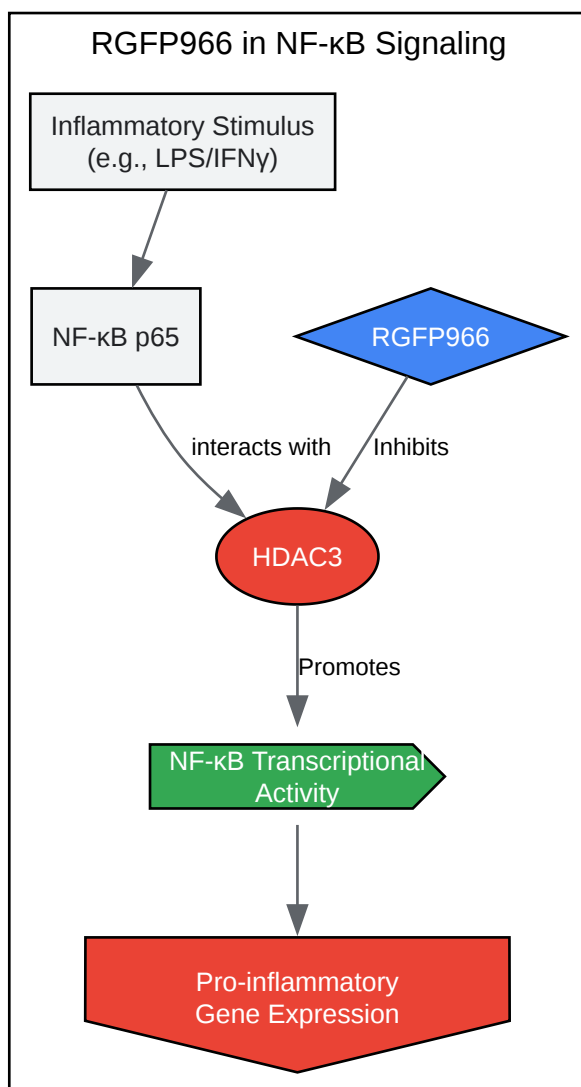 RGFP966 in NF-κB Signaling
Inflammatory Stimulus
(e.g., LPS/IFNγ)
NF-κB p65
RGFP966
interacts with
Inhibits
HDAC3
Promotes
NF-κB Transcriptional
Activity
Pro-inflammatory
Gene Expression